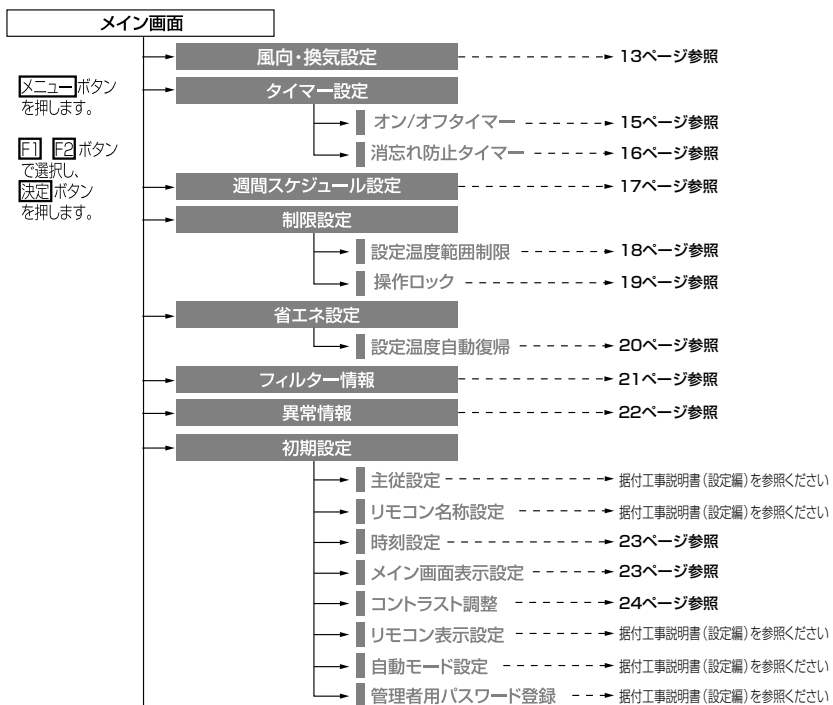 メイン画面
風向・換気設定 13ページ参照
メニューボタン
を押します。
タイマー設定
オン/オフタイマー 15ページ参照
消忘れ防止タイマー 16ページ参照
F1 F2 ボタン
で選択し、
決定ボタン
を押します。
週間スケジュール設定 17ページ参照
制限設定
設定温度範囲制限 18ページ参照
操作ロック 19ページ参照
省エネ設定
設定温度自動復帰 20ページ参照
フィルター情報 21ページ参照
異常情報 22ページ参照
初期設定
主従設定 据付工事説明書(設定編)を参照ください
リモコン名称設定 据付工事説明書(設定編)を参照ください
時刻設定 23ページ参照
メイン画面表示設定 23ページ参照
コントラスト調整 24ページ参照
リモコン表示設定 据付工事説明書(設定編)を参照ください
自動モード設定 据付工事説明書(設定編)を参照ください
管理者用パスワード登録 据付工事説明書(設定編)を参照ください